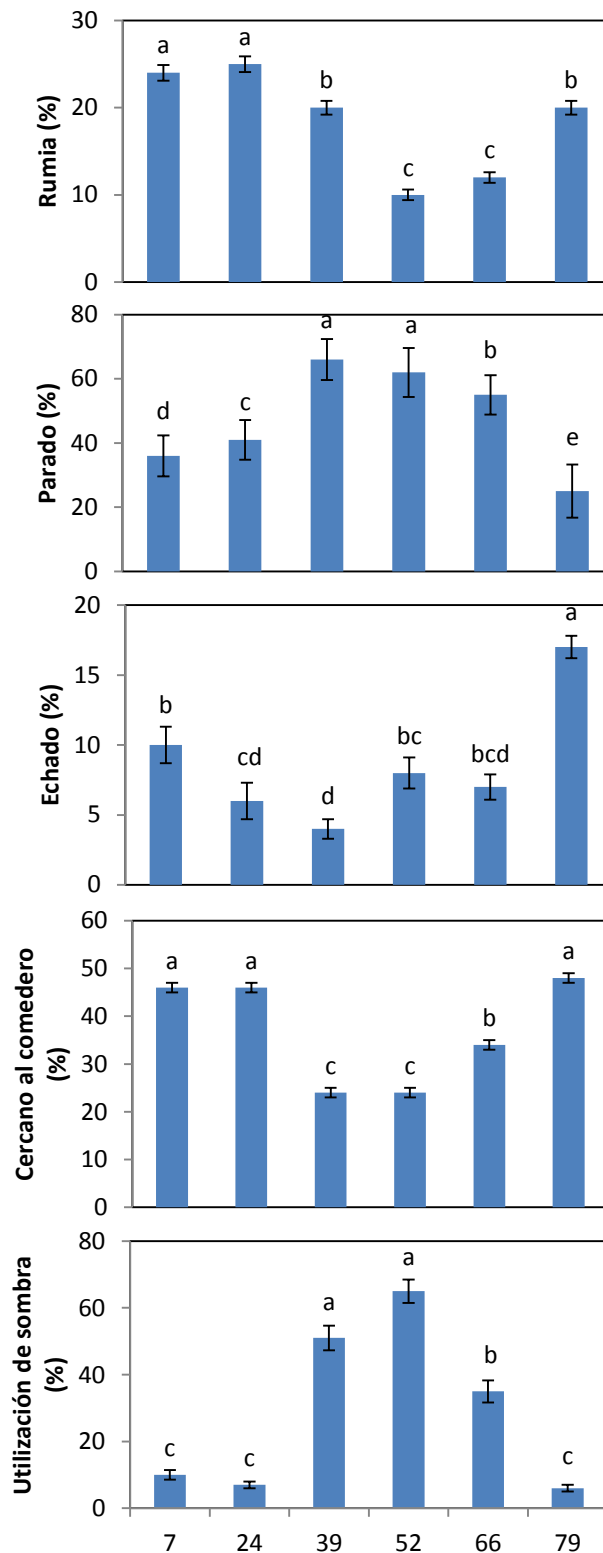 Rumia (%)
30
20
10
0
a
a
b
c
c
b
Parado (%)
80
60
40
20
0
d
c
a
a
b
e
Echado (%)
20
15
10
5
0
b
cd
d
bc
bcd
a
Cercano al comedero
(%)
60
50
40
30
20
10
0
a
a
c
c
b
a
Utilización de sombra
(%)
80
60
40
20
0
c
c
a
a
b
c
7 24 39 52 66 79